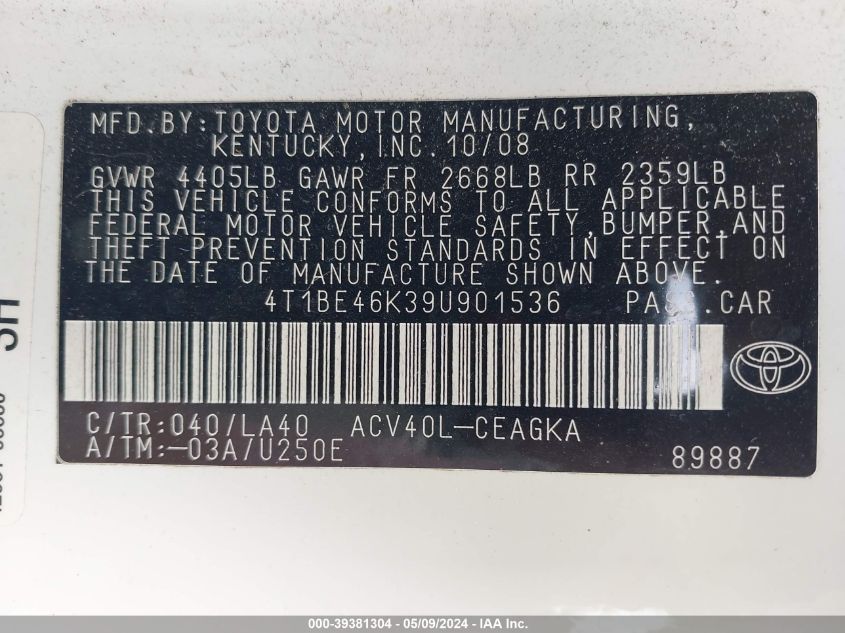 MFD.BY:TOYOTA MOTOR MANUFACTURING,
KENTUCKY,INC.10/08
GVWR 4405LB GAWR FR 2668LB RR 2359LB
THIS VEHICLE CONFORMS TO ALL APPLICABLE
FEDERAL MOTOR VEHICLE SAFETY,BUMPER,AND
THEFT PREVENTION STANDARDS IN EFFECT ON
THE DATE OF MANUFACTURE SHOWN ABOVE.
4T1BE46K39U901536 PASS.CAR
C/TR:040/LA40 ACV40L-CEAGKA
A/TM:-03A/U250E 89887
SH
000-39381304 - 05/09/2024 - IAA Inc.